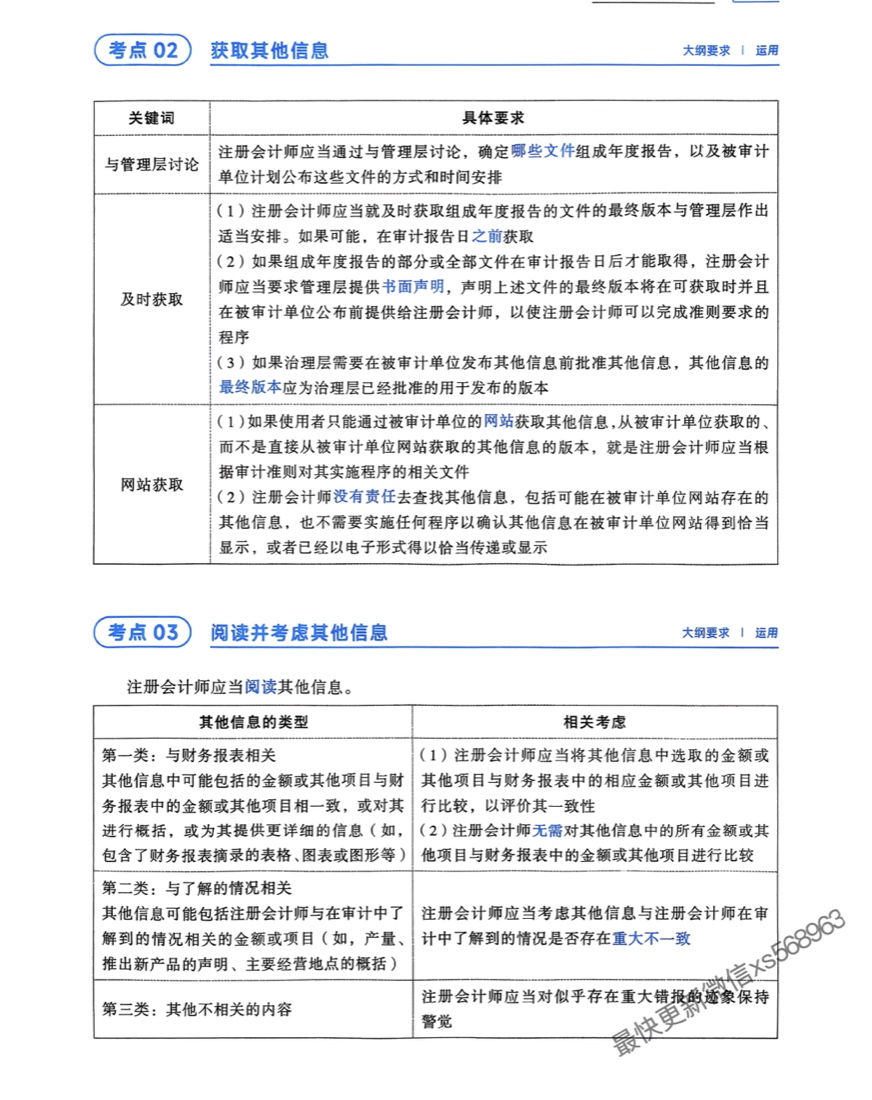 考点 02 获取其他信息 大纲要求 | 运用
关键词 具体要求
与管理层讨论
注册会计师应当通过与管理层讨论，确定哪些文件组成年度报告，以及被审计
单位计划公布这些文件的方式和时间安排
及时获取
（1）注册会计师应当就及时获取组成年度报告的文件的最终版本与管理层作出
适当安排。如果可能，在审计报告日之前获取
（2）如果组成年度报告的部分或全部文件在审计报告日后才能取得，注册会计
师应当要求管理层提供书面声明，声明上述文件的最终版本将在可获取时并且
在被审计单位公布前提供给注册会计师，以使注册会计师可以完成准则要求的
程序
（3）如果治理层需要在被审计单位发布其他信息前批准其他信息，其他信息的
最终版本应为治理层已经批准的用于发布的版本
网站获取
（1）如果使用者只能通过被审计单位的网站获取其他信息，从被审计单位获取的、
而不是直接从被审计单位网站获取的其他信息的版本，就是注册会计师应当根
据审计准则对其实施程序的相关文件
（2）注册会计师没有责任去查找其他信息，包括可能在被审计单位网站存在的
其他信息，也不需要实施任何程序以确认其他信息在被审计单位网站得到恰当
显示，或者已经以电子形式得以恰当传递或显示
考点 03 阅读并考虑其他信息 大纲要求 | 运用
注册会计师应当阅读其他信息。
其他信息的类型 相关考虑
第一类：与财务报表相关
其他信息中可能包括的金额或其他项目与财
务报表中的金额或其他项目相一致，或对其
进行概括，或为其提供更详细的信息（如，
包含了财务报表摘录的表格、图表或图形等）
（1）注册会计师应当将其他信息中选取的金额或
其他项目与财务报表中的相应金额或其他项目进
行比较，以评价其一致性
（2）注册会计师无需对其他信息中的所有金额或其
他项目与财务报表中的金额或其他项目进行比较
第二类：与了解的情况相关
其他信息可能包括注册会计师与在审计中了
解到的情况相关的金额或项目（如，产量、
推出新产品的声明、主要经营地点的概括）
注册会计师应当考虑其他信息与注册会计师在审
计中了解到的情况是否存在重大不一致
第三类：其他不相关的内容
注册会计师应当对似乎存在重大错报的迹象保持
警觉
最快更新微信xs568963